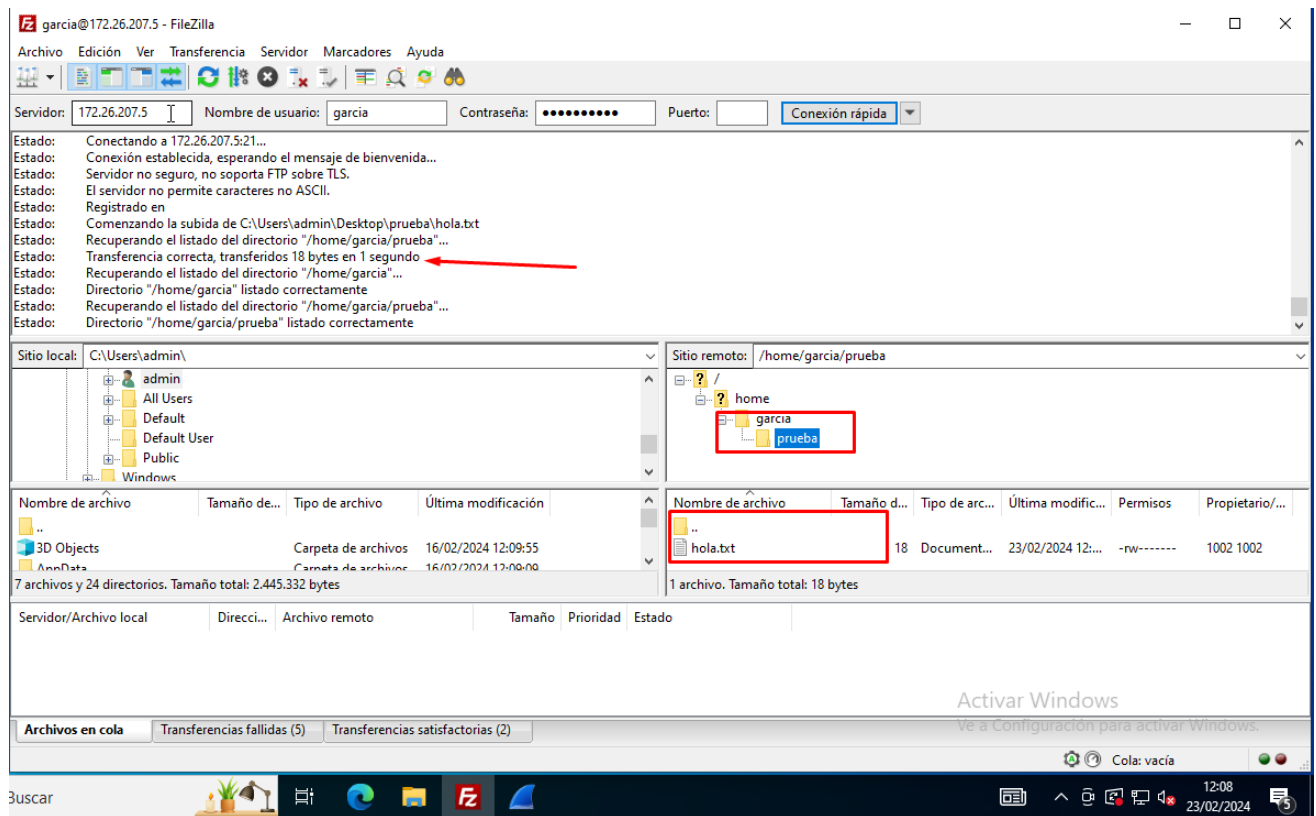 garcia@172.26.207.5 - FileZilla
Archivo Edición Ver Transferencia Servidor Marcadores Ayuda
Servidor: 172.26.207.5 Nombre de usuario: garcia Contraseña: ●●●●●●●●●● Puerto: Conexión rápida
Estado: Conectando a 172.26.207.5:21...
Estado: Conexión establecida, esperando el mensaje de bienvenida...
Estado: Servidor no seguro, no soporta FTP sobre TLS.
Estado: El servidor no permite caracteres no ASCII.
Estado: Registrado en
Estado: Comenzando la subida de C:\Users\admin\Desktop\prueba\hola.txt
Estado: Recuperando el listado del directorio "/home/garcia/prueba"...
Estado: Transferencia correcta, transferidos 18 bytes en 1 segundo
Estado: Recuperando el listado del directorio "/home/garcia"...
Estado: Directorio "/home/garcia" listado correctamente
Estado: Recuperando el listado del directorio "/home/garcia/prueba"...
Estado: Directorio "/home/garcia/prueba" listado correctamente
Sitio local: C:\Users\admin\
admin
All Users
Default
Default User
Public
Windows
Sitio remoto: /home/garcia/prueba
/
home
garcia
prueba
Nombre de archivo Tamaño de... Tipo de archivo Última modificación
..
3D Objects Carpeta de archivos 16/02/2024 12:09:55
AppData Carpeta de archivos 16/02/2024 12:09:09
7 archivos y 24 directorios. Tamaño total: 2.445.332 bytes
Nombre de archivo Tamaño d... Tipo de arc... Última modific... Permisos Propietario/...
..
hola.txt 18 Document... 23/02/2024 12:... -rw------- 1002 1002
1 archivo. Tamaño total: 18 bytes
Servidor/Archivo local Direcci... Archivo remoto Tamaño Prioridad Estado
Activar Windows
Ve a Configuración para activar Windows.
Archivos en cola Transferencias fallidas (5) Transferencias satisfactorias (2)
Cola: vacía
Buscar
12:08
23/02/2024
5